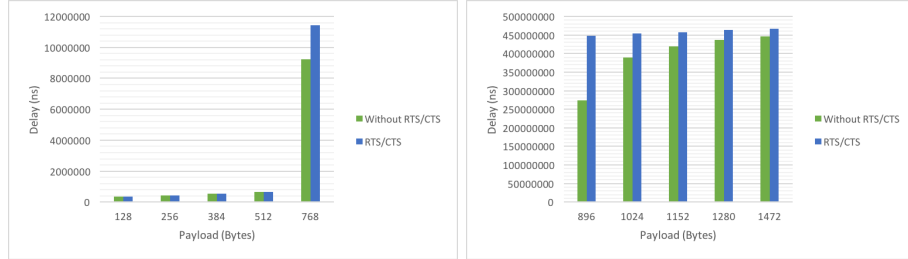 12000000
10000000
8000000
6000000
4000000
2000000
0
Delay (ns)
128 256 384 512 768
Payload (Bytes)
Without RTS/CTS
RTS/CTS
500000000
450000000
400000000
350000000
300000000
250000000
200000000
150000000
100000000
50000000
0
Delay (ns)
896 1024 1152 1280 1472
Payload (Bytes)
Without RTS/CTS
RTS/CTS